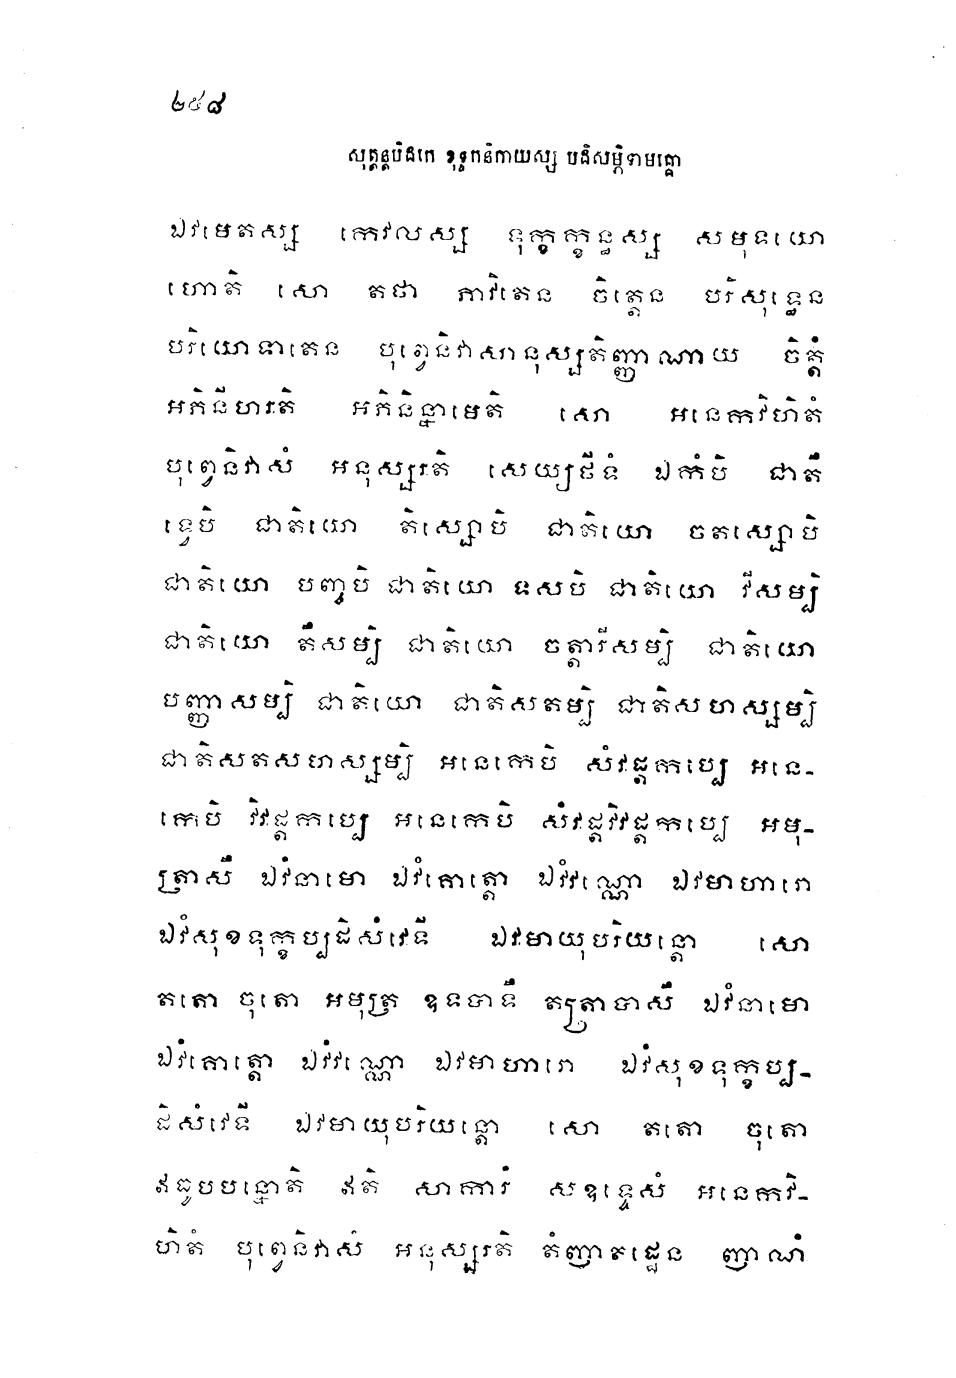 ២៤៨
សុត្តន្តបិដកេ ខុទ្ទកនិកាយស្ស បដិសម្ភិទាមគ្គោ
ឯវមេតស្ស កេវលស្ស ទុក្ខក្ខន្ធស្ស សមុទយោ
ហោតិ សោ តថា ភាវិតេន ចិត្តេន បរិសុទ្ធេន
បរិយោទាតេន បុព្វេនិវាសានុស្សតិញ្ញាណាយ ចិត្តំ
អភិនីហរតិ អភិនិន្នាមេតិ សោ អនេកវិហិតំ
បុព្វេនិវាសំ អនុស្សរតិ សេយ្យថីទំ ឯកំបិ ជាតឹ
ទ្វេបិ ជាតិយោ តិស្សោបិ ជាតិយោ ចតស្សោបិ
ជាតិយោ បញ្ចបិ ជាតិយោ ទសបិ ជាតិយោ វីសម្បិ
ជាតិយោ តឹសម្បិ ជាតិយោ ចត្តារីសម្បិ ជាតិយោ
បញ្ញាសម្បិ ជាតិយោ ជាតិសតម្បិ ជាតិសហស្សម្បិ
ជាតិសតសហស្សម្បិ អនេកេបិ សំវដ្តកប្បេ អនេ-
កេបិ វិវដ្តកប្បេ អនេកេបិ សំវដ្តវិវដ្តកប្បេ អមុ-
ត្រាសឹ ឯវំនាមោ ឯវំគោត្តោ ឯវំវណ្ណោ ឯវមាហារោ
ឯវំសុខទុក្ខប្បដិសំវេទី ឯវមាយុបរិយន្តោ សោ
តតោ ចុតោ អមុត្រ ឧទបាទឹ តត្រាបាសឹ ឯវំនាមោ
ឯវំគោត្តោ ឯវំវណ្ណោ ឯវមាហារោ ឯវំសុខទុក្ខប្ប-
ដិសំវេទី ឯវមាយុបរិយន្តោ សោ តតោ ចុតោ
ឥធូបបន្នោតិ ឥតិ សាការំ សឧទ្ទេសំ អនេកវិ-
ហិតំ បុព្វេនិវាសំ អនុស្សរតិ តំញាតដ្ឋេន ញាណំ